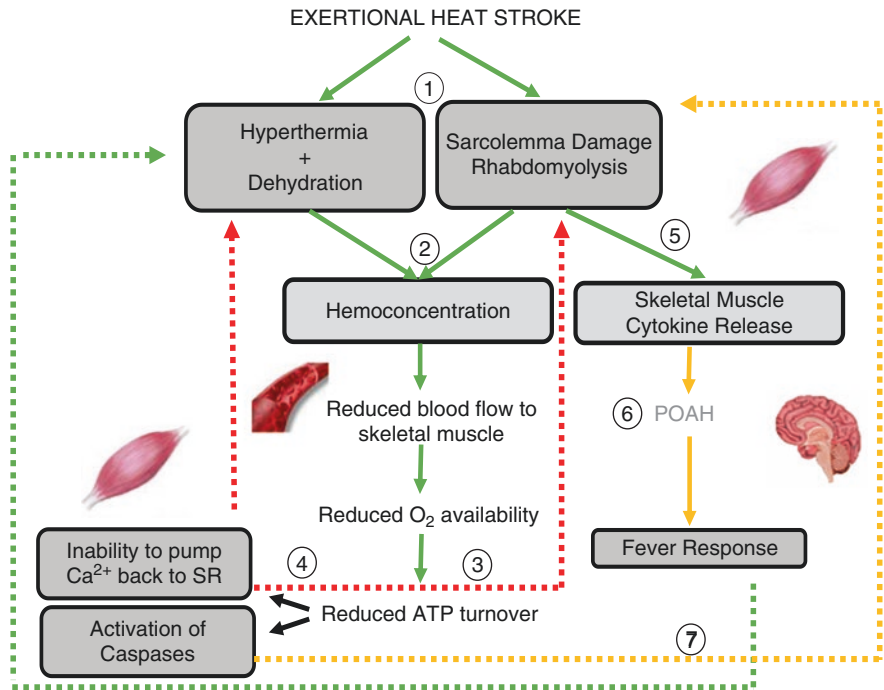 EXERTIONAL HEAT STROKE
1
Hyperthermia
+
Dehydration
Sarcolemma Damage
Rhabdomyolysis
2
5
Hemoconcentration
Skeletal Muscle
Cytokine Release
Reduced blood flow to
skeletal muscle
6
POAH
Reduced O₂ availability
Inability to pump
Ca²⁺ back to SR
4
3
Fever Response
Reduced ATP turnover
Activation of
Caspases
7